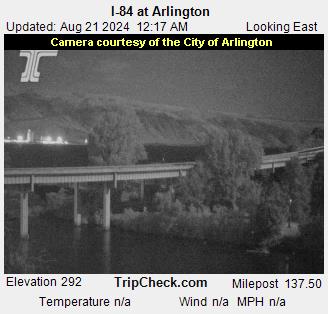 I-84 at Arlington
Updated: Aug 21 2024 12:17 AM Looking East
Camera courtesy of the City of Arlington
Elevation 292 TripCheck.com Milepost 137.50
Temperature n/a Wind n/a MPH n/a